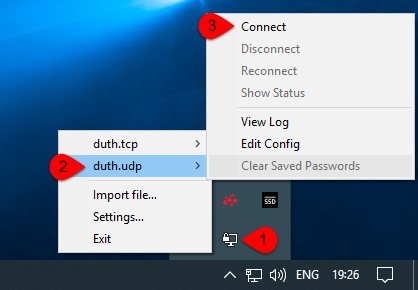 3
Connect
Disconnect
Reconnect
Show Status
View Log
Edit Config
Clear Saved Passwords
duth.tcp
2
duth.udp
Import file...
Settings...
Exit
SSD
1
ENG
19:26